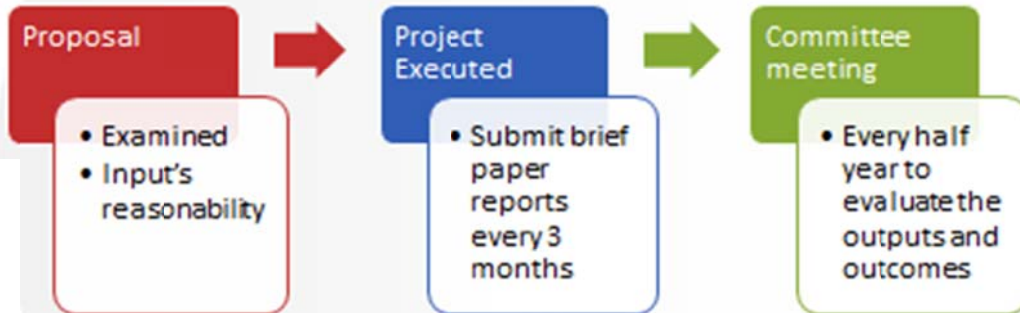 Proposal
• Examined
• Input's
reasonability
Project
Executed
• Submit brief
paper
reports
every 3
months
Committee
meeting
• Every half
year to
evaluate the
outputs and
outcomes